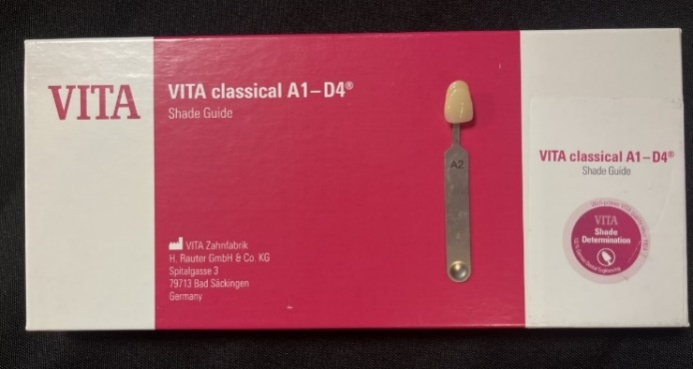 VITA
VITA classical A1–D4®
Shade Guide
A2
VITA Zahnfabrik
H. Rauter GmbH & Co. KG
Spitalgasse 3
79713 Bad Säckingen
Germany
VITA classical A1–D4®
Shade Guide
VITA
Shade
Determination